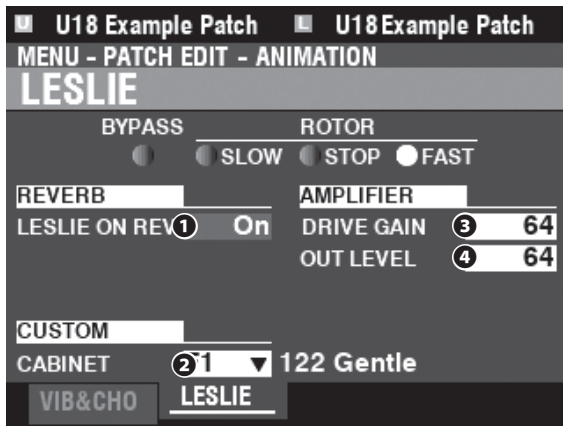 U U18 Example Patch L U18 Example Patch
MENU - PATCH EDIT - ANIMATION
LESLIE
BYPASS ROTOR
SLOW STOP FAST
REVERB AMPLIFIER
LESLIE ON REV 1 On DRIVE GAIN 3 64
OUT LEVEL 4 64
CUSTOM
CABINET 2 1 ▼ 122 Gentle
VIB&CHO LESLIE